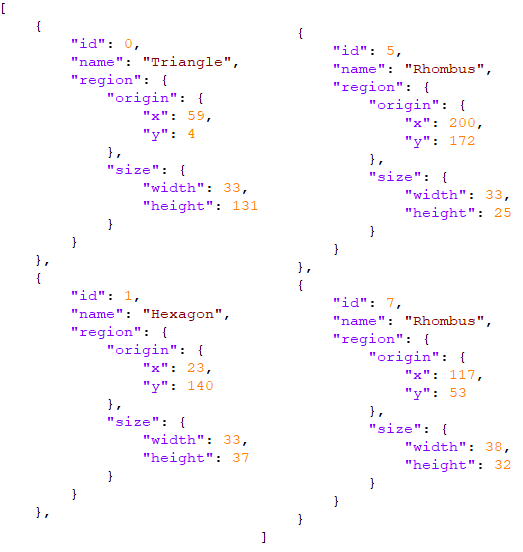 [
    {
        "id": 0,
        "name": "Triangle",
        "region": {
            "origin": {
                "x": 59,
                "y": 4
            },
            "size": {
                "width": 33,
                "height": 131
            }
        }
    },
    {
        "id": 1,
        "name": "Hexagon",
        "region": {
            "origin": {
                "x": 23,
                "y": 140
            },
            "size": {
                "width": 33,
                "height": 37
            }
        }
    },
    {
        "id": 5,
        "name": "Rhombus",
        "region": {
            "origin": {
                "x": 200,
                "y": 172
            },
            "size": {
                "width": 33,
                "height": 25
            }
        }
    },
    {
        "id": 7,
        "name": "Rhombus",
        "region": {
            "origin": {
                "x": 117,
                "y": 53
            },
            "size": {
                "width": 38,
                "height": 32
            }
        }
    }
]